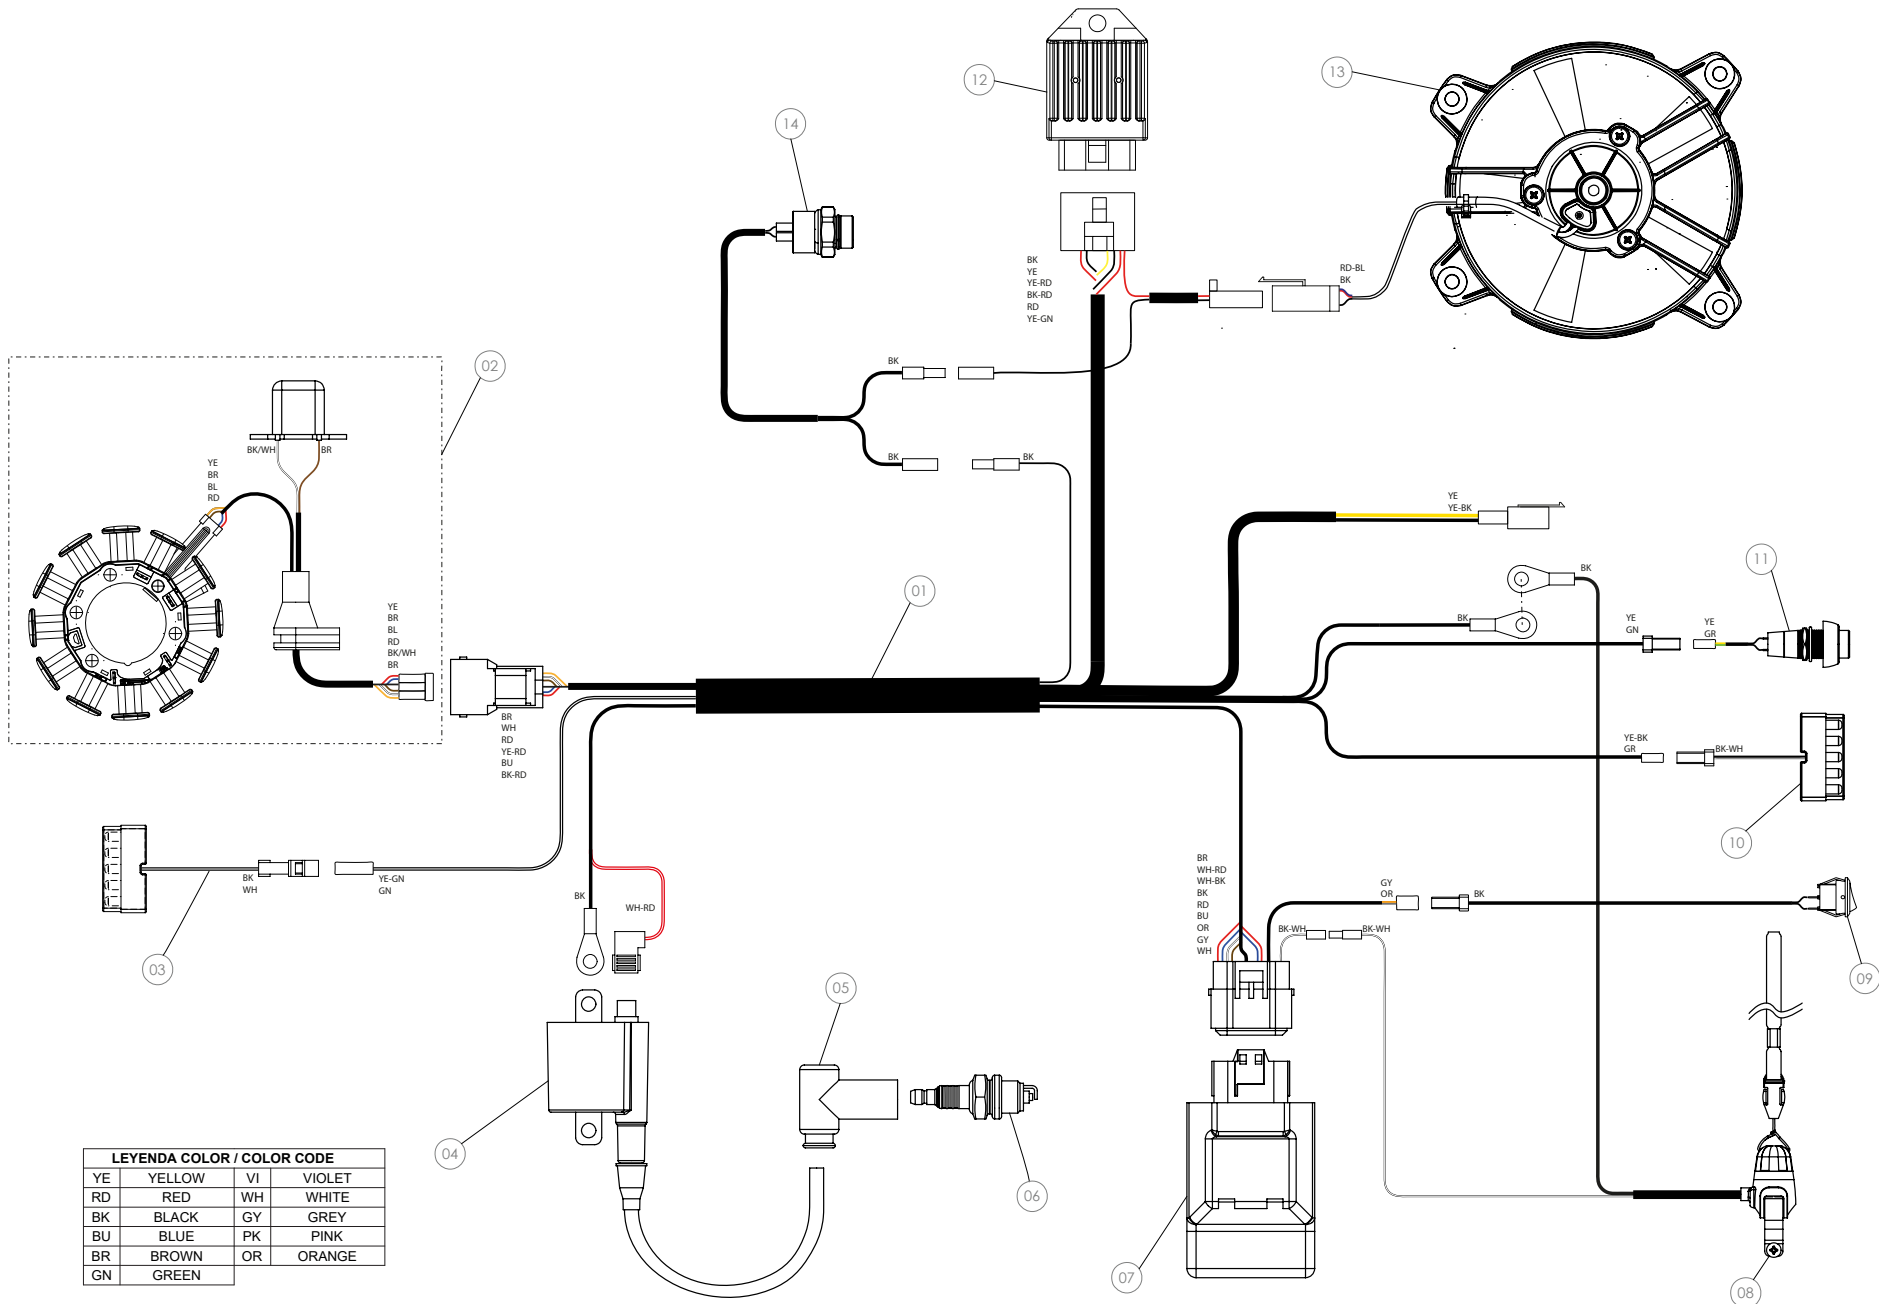 12
13
14
BK
YE
YE-RD
BK-RD
RD
YE-GN
RD-BL
BK
02
BK
BK/WH
BR
YE
BR
BL
RD
BK
BK
YE
YE-BK
11
BK
01
YE
BR
BL
RD
BK/WH
BR
BK
YE
GN
YE
GR
BR
WH
RD
YE-RD
BU
BK-RD
YE-BK
GR
BK-WH
10
BK
WH
YE-GN
GN
BK
WH-RD
BR
WH-RD
WH-BK
BK
RD
BU
OR
GY
WH
GY
OR
BK
BK-WH
BK-WH
03
05
09
04
06
07
08
LEYENDA COLOR / COLOR CODE
YE YELLOW VI VIOLET
RD RED WH WHITE
BK BLACK GY GREY
BU BLUE PK PINK
BR BROWN OR ORANGE
GN GREEN